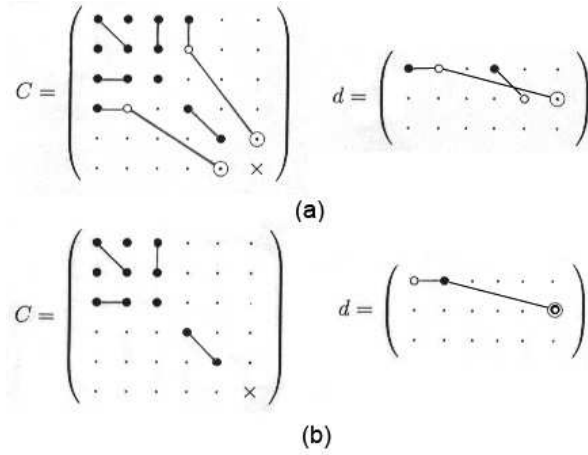 C =
d =
(a)
C =
d =
(b)